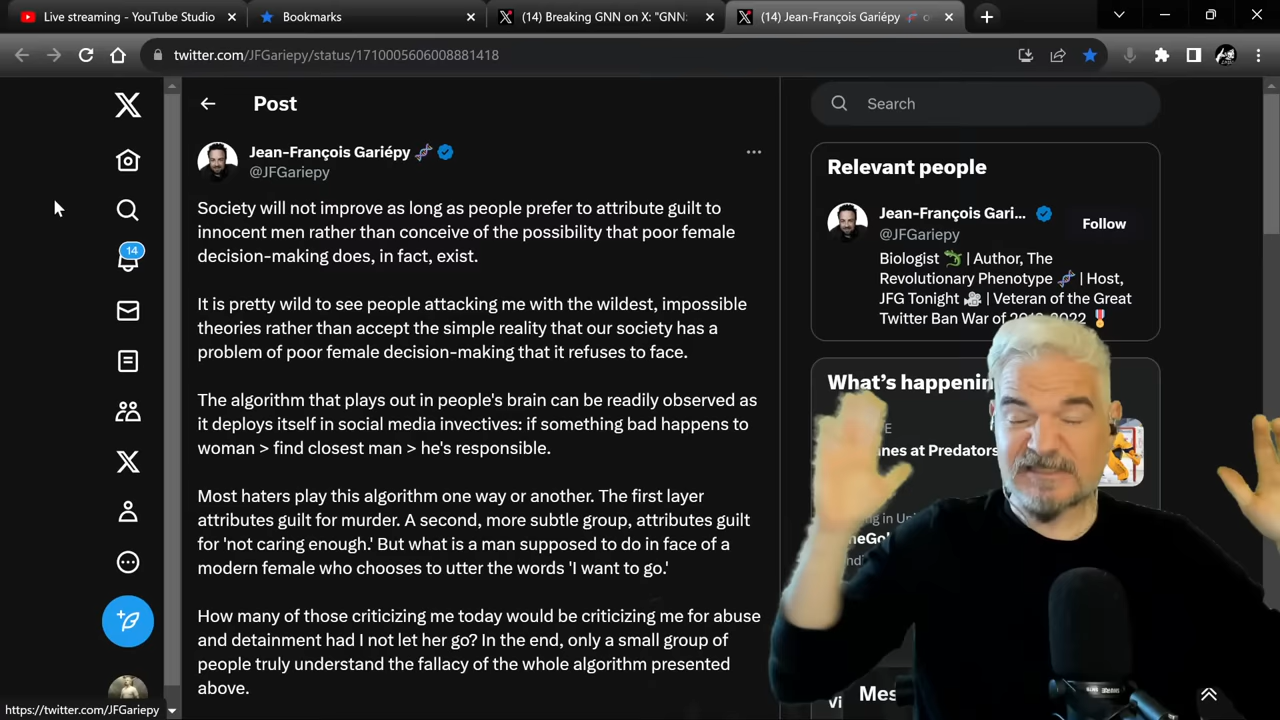 Live streaming - YouTube Studio
Bookmarks
(14) Breaking GNN on X: "GNN:
(14) Jean-François Gariépy
twitter.com/JFGariepy/status/1710005606008881418
Post
Search
Jean-François Gariépy
@JFGariepy
Society will not improve as long as people prefer to attribute guilt to
innocent men rather than conceive of the possibility that poor female
decision-making does, in fact, exist.
It is pretty wild to see people attacking me with the wildest, impossible
theories rather than accept the simple reality that our society has a
problem of poor female decision-making that it refuses to face.
The algorithm that plays out in people's brain can be readily observed as
it deploys itself in social media invectives: if something bad happens to
woman > find closest man > he's responsible.
Most haters play this algorithm one way or another. The first layer
attributes guilt for murder. A second, more subtle group, attributes guilt
for 'not caring enough.' But what is a man supposed to do in face of a
modern female who chooses to utter the words 'I want to go.'
How many of those criticizing me today would be criticizing me for abuse
and detainment had I not let her go? In the end, only a small group of
people truly understand the fallacy of the whole algorithm presented
above.
14
Relevant people
Jean-François Gari...
@JFGariepy
Follow
Biologist | Author, The
Revolutionary Phenotype | Host,
JFG Tonight | Veteran of the Great
Twitter Ban War of 2018-2022
What's happenin
nes at Predators
Mes
https://twitter.com/JFGariepy